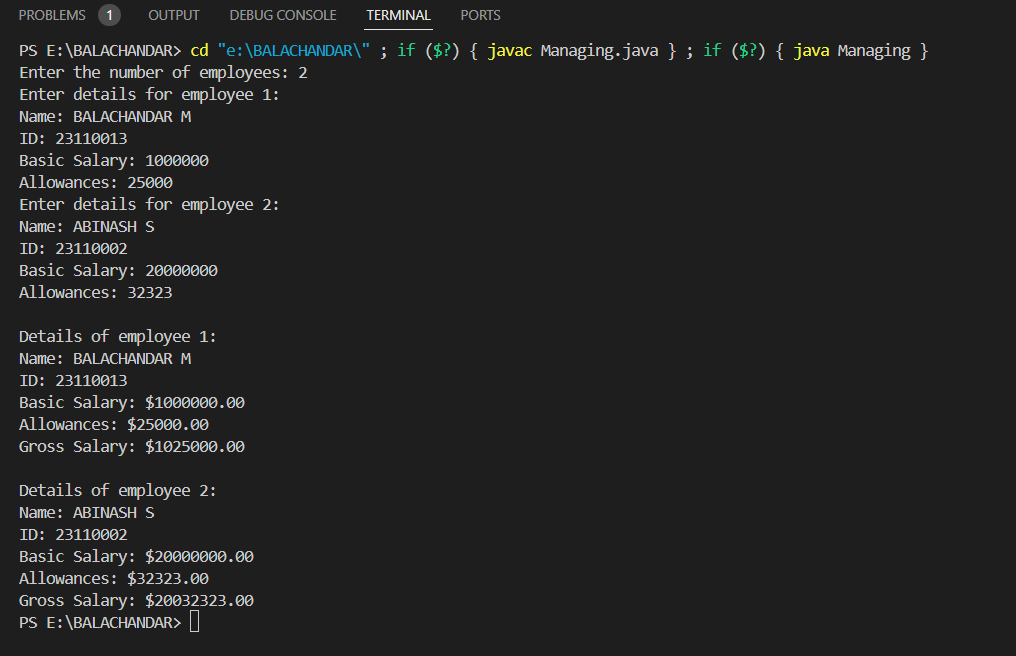 PROBLEMS 1 OUTPUT DEBUG CONSOLE TERMINAL PORTS
PS E:\BALACHANDAR> cd "e:\BALACHANDAR\" ; if ($?) { javac Managing.java } ; if ($?) { java Managing }
Enter the number of employees: 2
Enter details for employee 1:
Name: BALACHANDAR M
ID: 23110013
Basic Salary: 1000000
Allowances: 25000
Enter details for employee 2:
Name: ABINASH S
ID: 23110002
Basic Salary: 20000000
Allowances: 32323
Details of employee 1:
Name: BALACHANDAR M
ID: 23110013
Basic Salary: $1000000.00
Allowances: $25000.00
Gross Salary: $1025000.00
Details of employee 2:
Name: ABINASH S
ID: 23110002
Basic Salary: $20000000.00
Allowances: $32323.00
Gross Salary: $20032323.00
PS E:\BALACHANDAR>